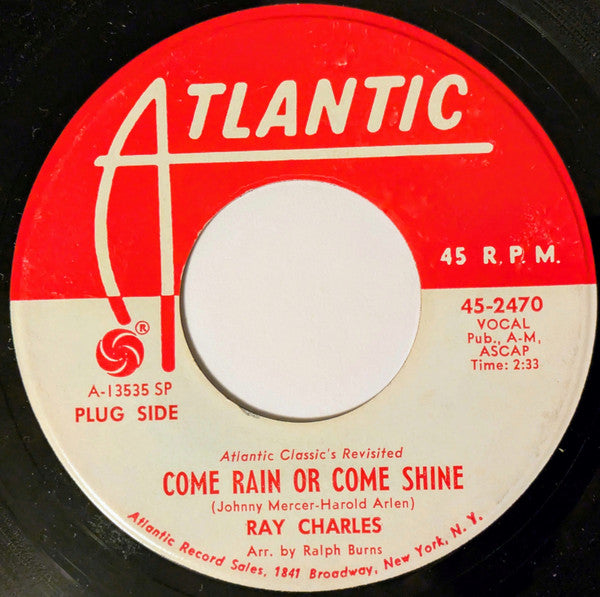 ATLANTIC
45 R.P.M.
®
45-2470
VOCAL
Pub., A-M,
ASCAP
Time: 2:33
A-13535 SP
PLUG SIDE
Atlantic Classic's Revisited
COME RAIN OR COME SHINE
(Johnny Mercer-Harold Arlen)
RAY CHARLES
Arr. by Ralph Burns
Atlantic Record Sales, 1841 Broadway, New York, N. Y.